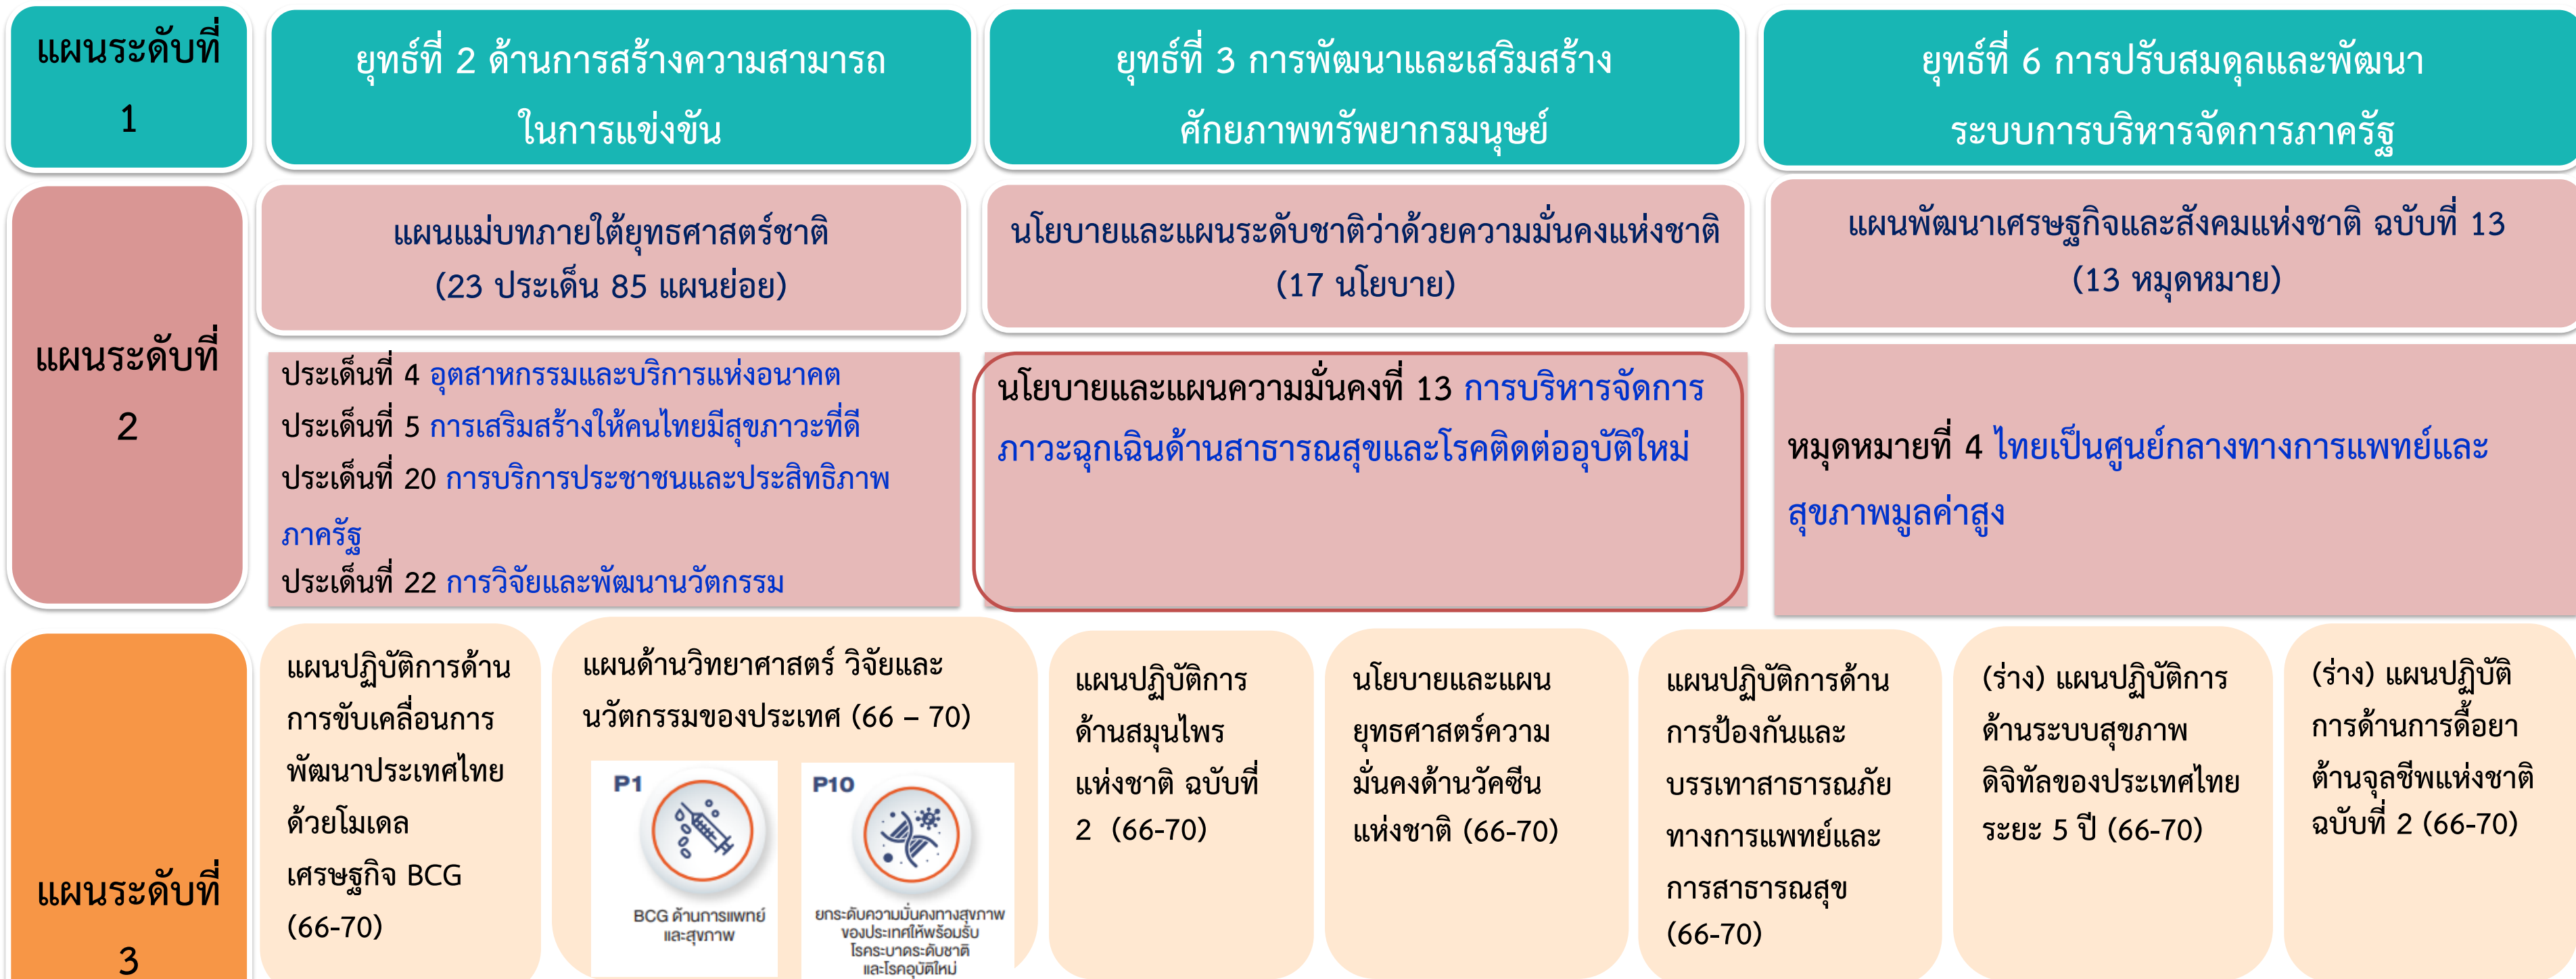 แผนระดับที่
1
ยุทธ์ที่ 2 ด้านการสร้างความสามารถ
ในการแข่งขัน
ยุทธ์ที่ 3 การพัฒนาและเสริมสร้าง
ศักยภาพทรัพยากรมนุษย์
ยุทธ์ที่ 6 การปรับสมดุลและพัฒนา
ระบบการบริหารจัดการภาครัฐ
แผนระดับที่
2
แผนแม่บทภายใต้ยุทธศาสตร์ชาติ
(23 ประเด็น 85 แผนย่อย)
นโยบายและแผนระดับชาติว่าด้วยความมั่นคงแห่งชาติ
(17 นโยบาย)
แผนพัฒนาเศรษฐกิจและสังคมแห่งชาติ ฉบับที่ 13
(13 หมุดหมาย)
ประเด็นที่ 4 อุตสาหกรรมและบริการแห่งอนาคต
ประเด็นที่ 5 การเสริมสร้างให้คนไทยมีสุขภาวะที่ดี
ประเด็นที่ 20 การบริการประชาชนและประสิทธิภาพ
ภาครัฐ
ประเด็นที่ 22 การวิจัยและพัฒนานวัตกรรม
นโยบายและแผนความมั่นคงที่ 13 การบริหารจัดการ
ภาวะฉุกเฉินด้านสาธารณสุขและโรคติดต่ออุบัติใหม่
หมุดหมายที่ 4 ไทยเป็นศูนย์กลางทางการแพทย์และ
สุขภาพมูลค่าสูง
แผนระดับที่
3
แผนปฏิบัติการด้าน
การขับเคลื่อนการ
พัฒนาประเทศไทย
ด้วยโมเดล
เศรษฐกิจ BCG
(66-70)
แผนด้านวิทยาศาสตร์ วิจัยและ
นวัตกรรมของประเทศ (66 – 70)
P1
BCG ด้านการแพทย์
และสุขภาพ
P10
ยกระดับความมั่นคงทางสุขภาพ
ของประเทศให้พร้อมรับ
โรคระบาดระดับชาติ
และโรคอุบัติใหม่
แผนปฏิบัติการ
ด้านสมุนไพร
แห่งชาติ ฉบับที่
2 (66-70)
นโยบายและแผน
ยุทธศาสตร์ความ
มั่นคงด้านวัคซีน
แห่งชาติ (66-70)
แผนปฏิบัติการด้าน
การป้องกันและ
บรรเทาสาธารณภัย
ทางการแพทย์และ
การสาธารณสุข
(66-70)
(ร่าง) แผนปฏิบัติการ
ด้านระบบสุขภาพ
ดิจิทัลของประเทศไทย
ระยะ 5 ปี (66-70)
(ร่าง) แผนปฏิบัติ
การด้านการดื้อยา
ต้านจุลชีพแห่งชาติ
ฉบับที่ 2 (66-70)